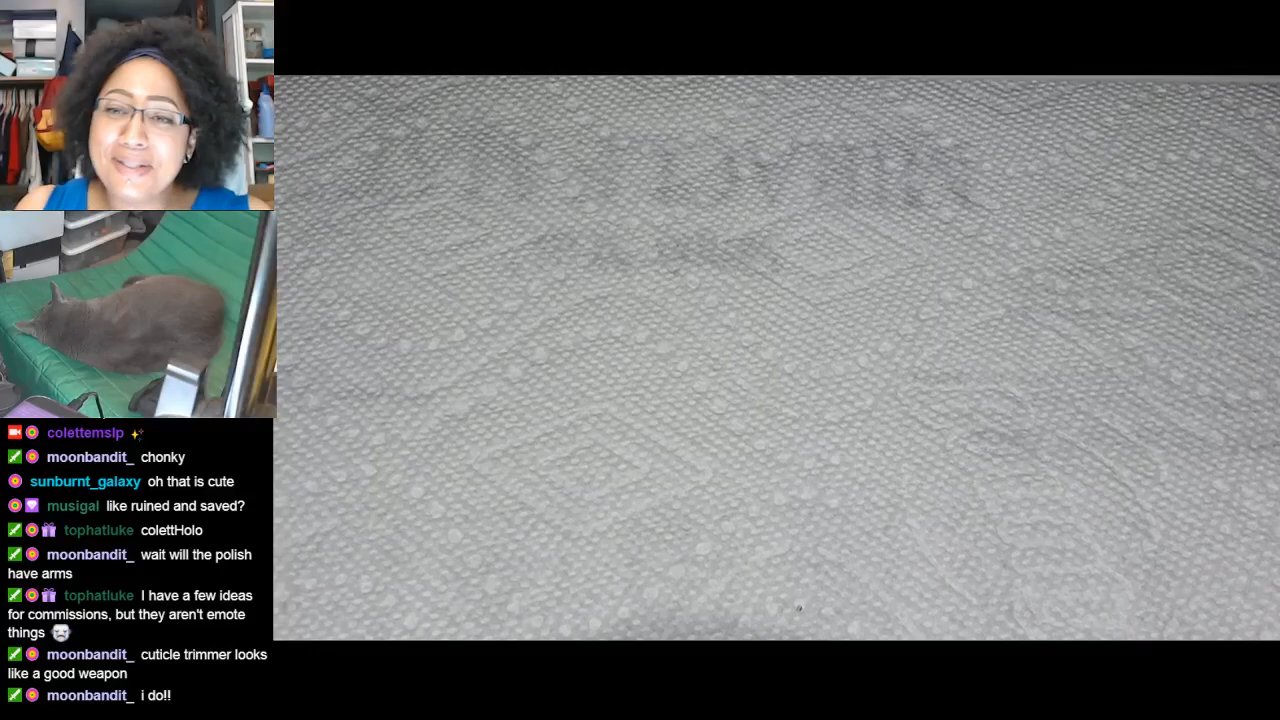 colettemslp ✨
moonbandit_ chonky
sunburnt_galaxy oh that is cute
musigal like ruined and saved?
tophatluke colettHolo
moonbandit_ wait will the polish
have arms
tophatluke I have a few ideas
for commissions, but they aren't emote
things
moonbandit_ cuticle trimmer looks
like a good weapon
moonbandit_ i do!!